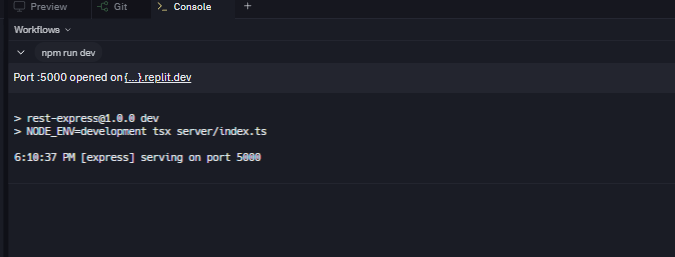 Preview Git Console +
Workflows
npm run dev
Port :5000 opened on {...}.replit.dev
> rest-express@1.0.0 dev
> NODE_ENV=development tsx server/index.ts
6:10:37 PM [express] serving on port 5000